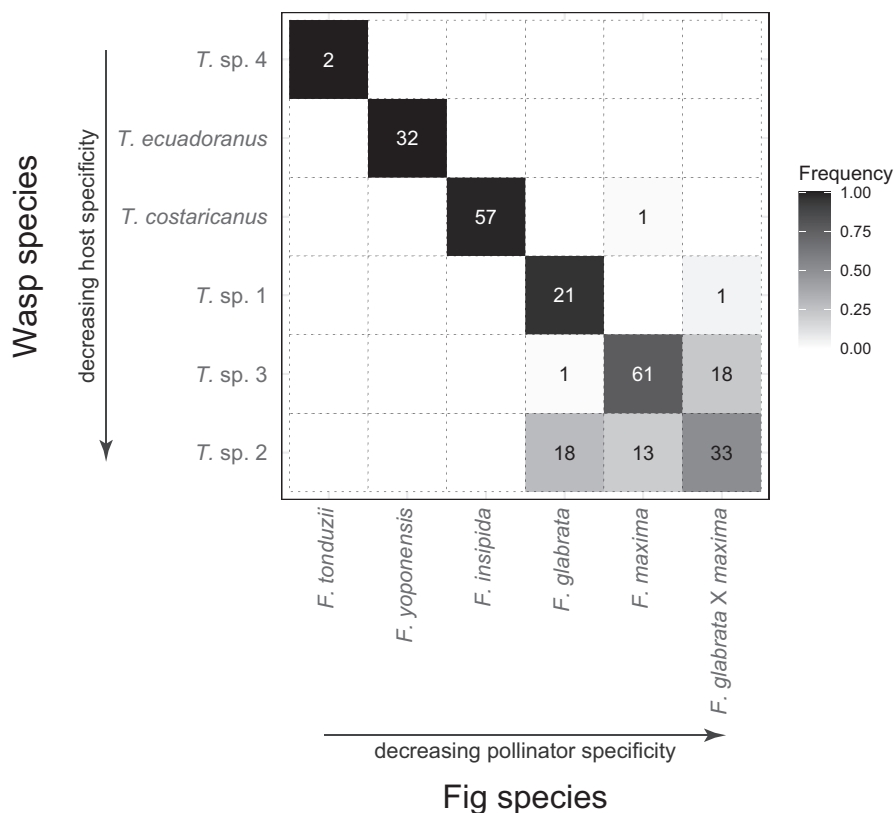 Wasp species
decreasing host specificity
T. sp. 4
2
T. ecuadoranus
32
T. costaricanus
57 1
T. sp. 1
21 1
T. sp. 3
1 61 18
T. sp. 2
18 13 33
Frequency
1.00
0.75
0.50
0.25
0.00
F. tonduzii
F. yoponensis
F. insipida
F. glabrata
F. maxima
F. glabrata X maxima
decreasing pollinator specificity
Fig species